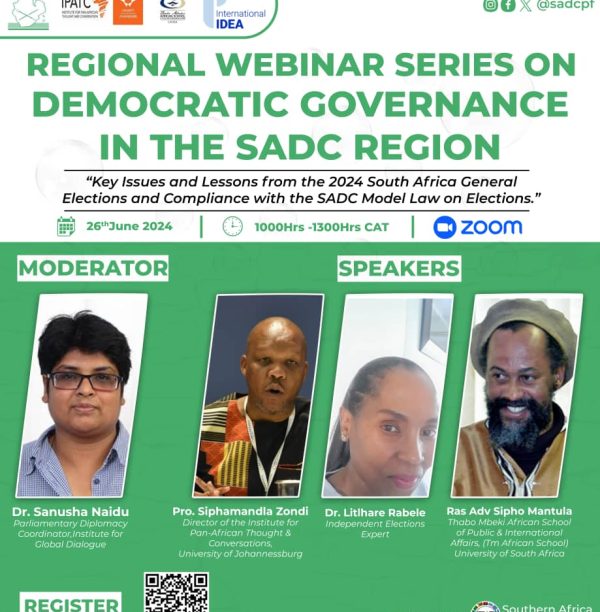 IPATC
International
IDEA
@sadcpf
REGIONAL WEBINAR SERIES ON
DEMOCRATIC GOVERNANCE
IN THE SADC REGION
“Key Issues and Lessons from the 2024 South Africa General
Elections and Compliance with the SADC Model Law on Elections.”
26thJune 2024
1000Hrs -1300Hrs CAT
zoom
MODERATOR
SPEAKERS
Dr. Sanusha Naidu
Parliamentary Diplomacy
Coordinator,Institute for
Global Dialogue
Pro. Siphamandla Zondi
Director of the Institute for
Pan-African Thought &
Conversations,
University of Johannessburg
Dr. Litlhare Rabele
Independent Elections
Expert
Ras Adv Sipho Mantula
Thabo Mbeki African School
of Public & International
Affairs, (Tm African School)
University of South Africa
REGISTER
Southern Africa